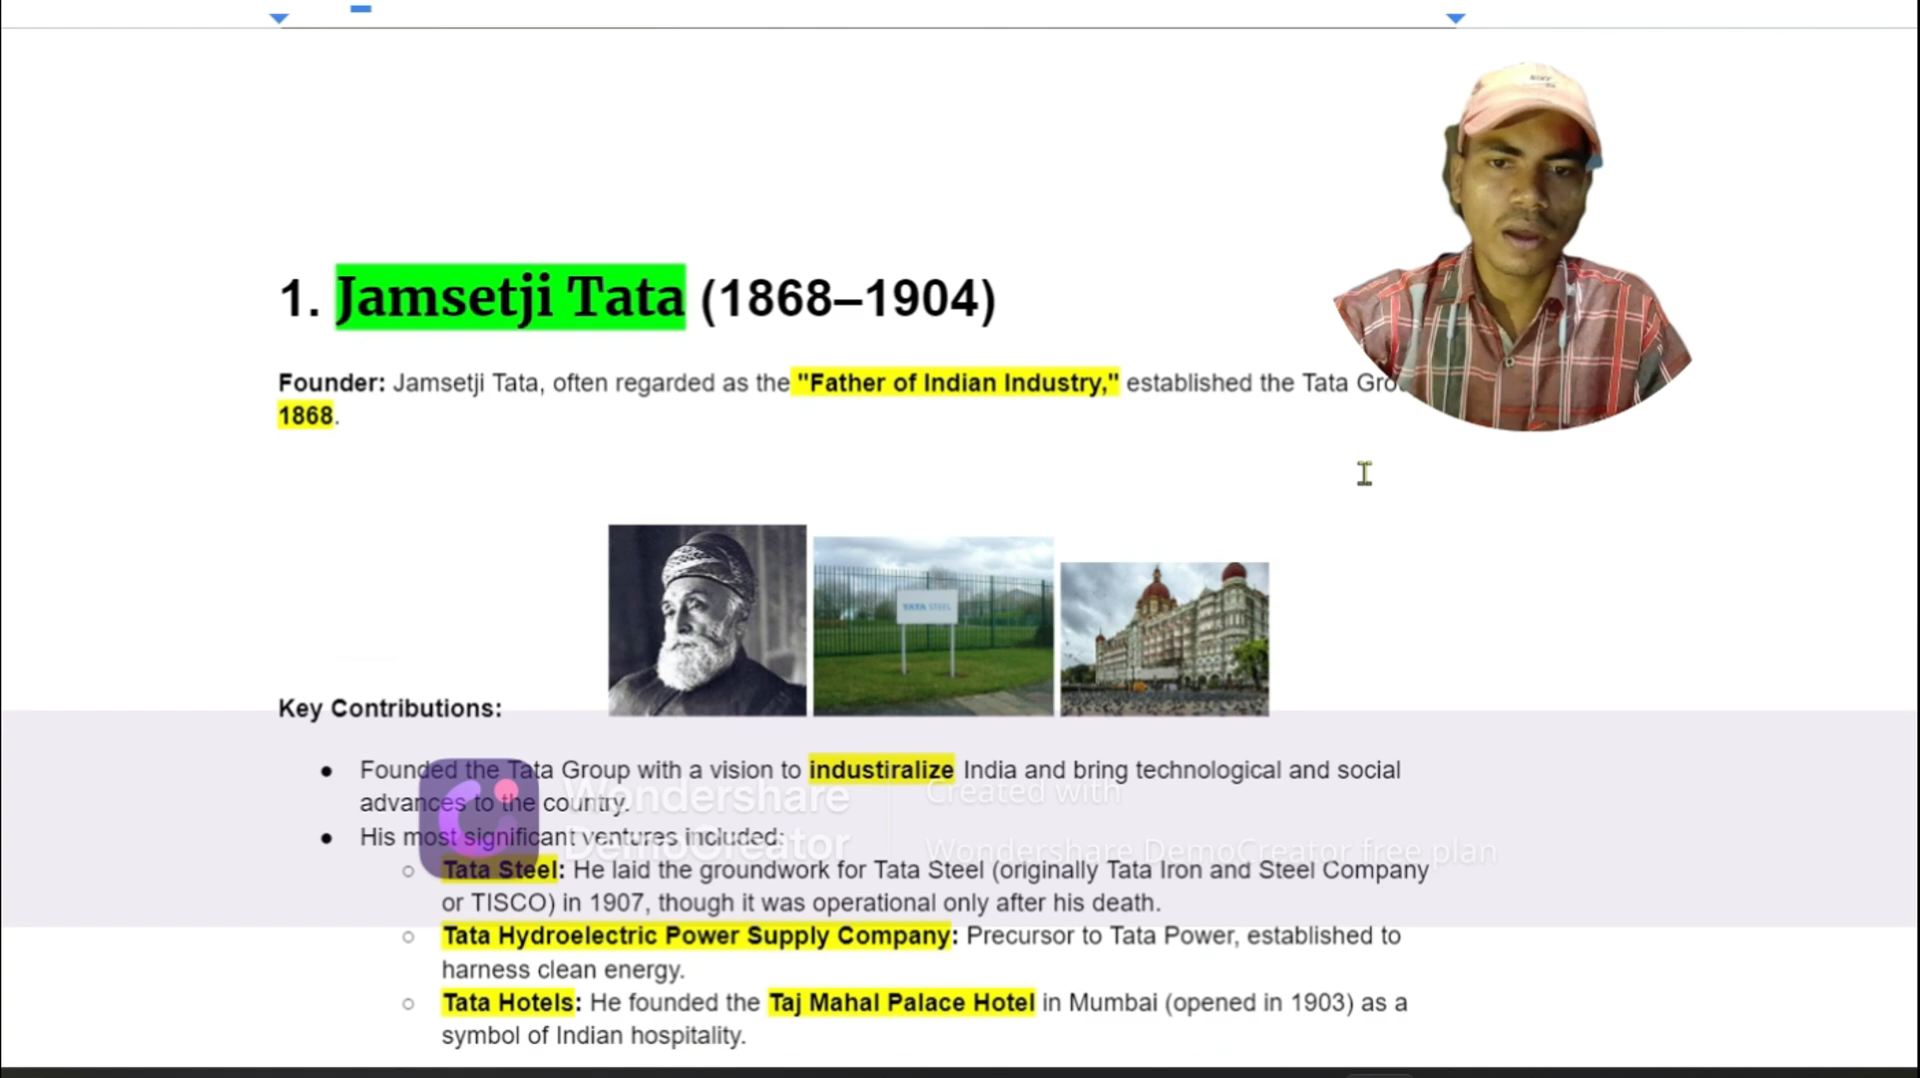 1. Jamsetji Tata (1868–1904)
Founder: Jamsetji Tata, often regarded as the "Father of Indian Industry," established the Tata
1868.
TATA STEEL
Key Contributions:
● Founded the Tata Group with a vision to industiralize India and bring technological and social
advances to the country.
● His most significant ventures included:
○ Tata Steel: He laid the groundwork for Tata Steel (originally Tata Iron and Steel Company
or TISCO) in 1907, though it was operational only after his death.
○ Tata Hydroelectric Power Supply Company: Precursor to Tata Power, established to
harness clean energy.
○ Tata Hotels: He founded the Taj Mahal Palace Hotel in Mumbai (opened in 1903) as a
symbol of Indian hospitality.
Wondershare
DemoCreator
Created with
Wondershare DemoCreator free plan